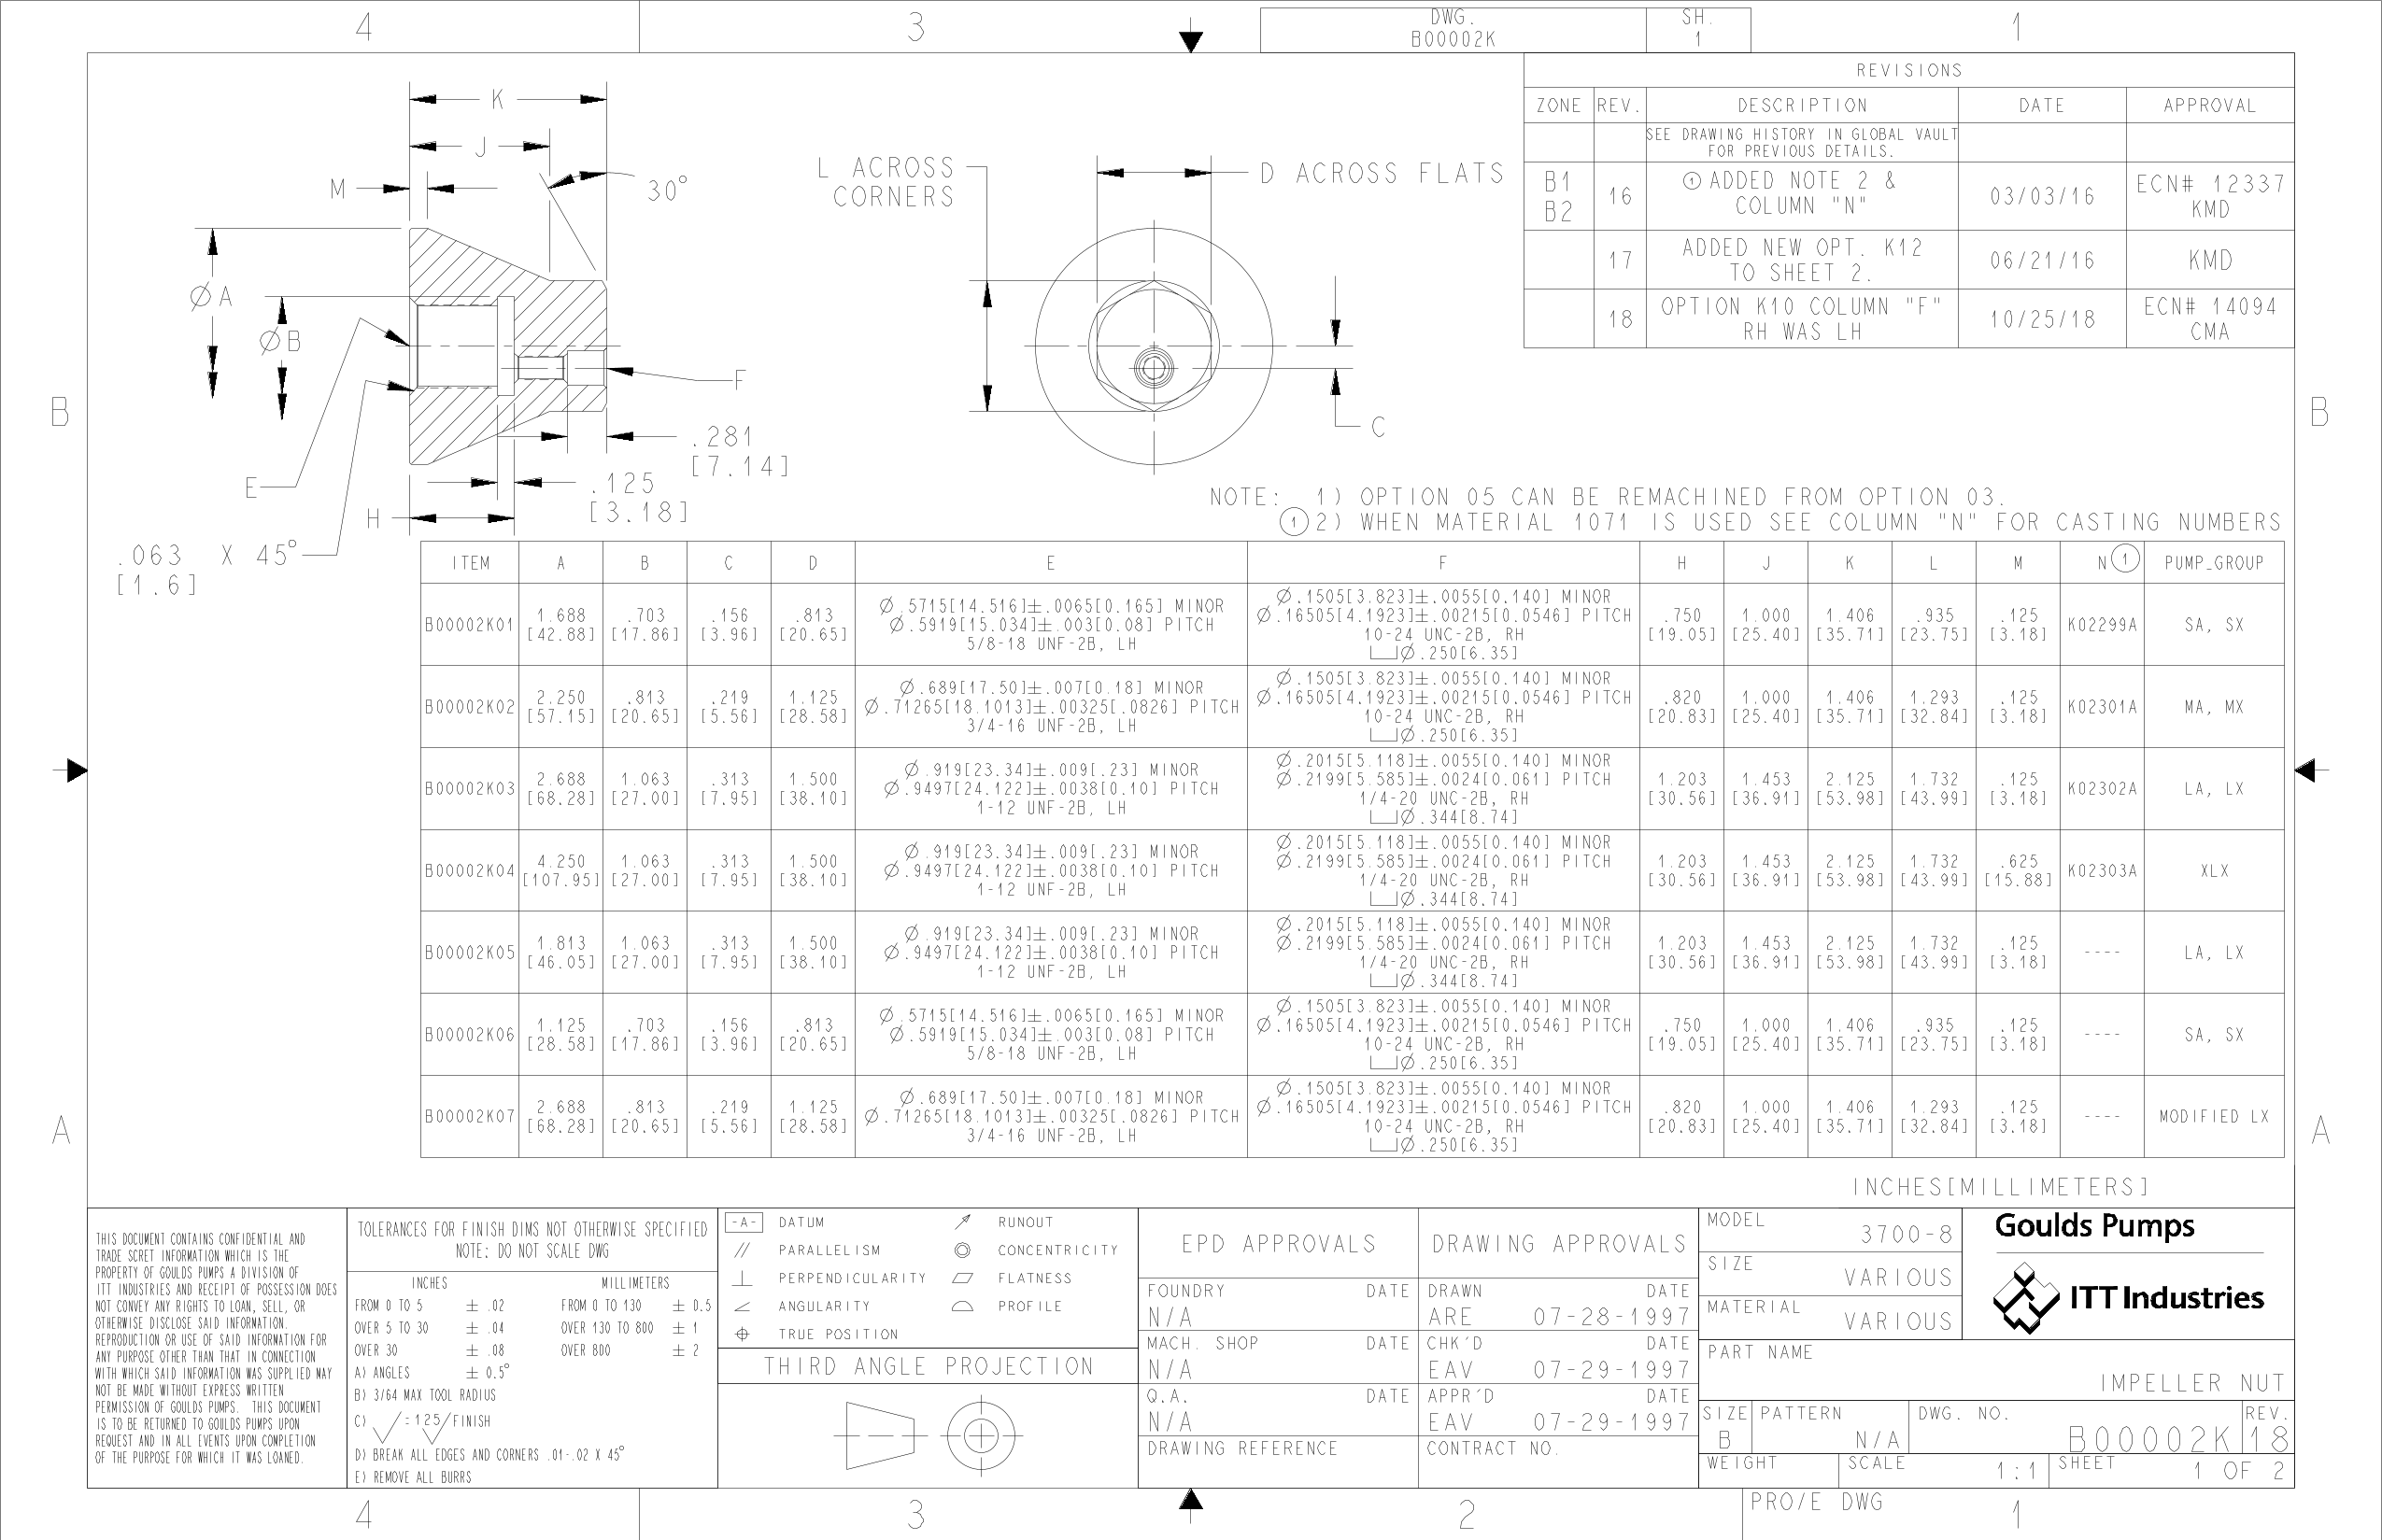 4
3
DWG.
B00002K
SH.
1
1
REVISIONS
ZONE REV. DESCRIPTION DATE APPROVAL
SEE DRAWING HISTORY IN GLOBAL VAULT
FOR PREVIOUS DETAILS.
B1
B2
16
① ADDED NOTE 2 &
COLUMN "N"
03/03/16
ECN# 12337
KMD
17
ADDED NEW OPT. K12
TO SHEET 2.
06/21/16
KMD
18
OPTION K10 COLUMN "F"
RH WAS LH
10/25/18
ECN# 14094
CMA
K
J
M
30°
ØA
ØB
F
E
H
.281
[7.14]
.125
[3.18]
.063 X 45°
[1.6]
L ACROSS
CORNERS
D ACROSS FLATS
C
B
B
NOTE: 1) OPTION 05 CAN BE REMACHINED FROM OPTION 03.
① 2) WHEN MATERIAL 1071 IS USED SEE COLUMN "N" FOR CASTING NUMBERS
ITEM A B C D E F H J K L M N ① PUMP_GROUP
B00002K01
1.688
[42.88]
.703
[17.86]
.156
[3.96]
.813
[20.65]
Ø.5715[14.516]±.0065[0.165] MINOR
Ø.5919[15.034]±.003[0.08] PITCH
5/8-18 UNF-2B, LH
Ø.1505[3.823]±.0055[0.140] MINOR
Ø.16505[4.1923]±.00215[0.0546] PITCH
10-24 UNC-2B, RH
⌴Ø.250[6.35]
.750
[19.05]
1.000
[25.40]
1.406
[35.71]
.935
[23.75]
.125
[3.18]
K02299A
SA, SX
B00002K02
2.250
[57.15]
.813
[20.65]
.219
[5.56]
1.125
[28.58]
Ø.689[17.50]±.007[0.18] MINOR
Ø.71265[18.1013]±.00325[.0826] PITCH
3/4-16 UNF-2B, LH
Ø.1505[3.823]±.0055[0.140] MINOR
Ø.16505[4.1923]±.00215[0.0546] PITCH
10-24 UNC-2B, RH
⌴Ø.250[6.35]
.820
[20.83]
1.000
[25.40]
1.406
[35.71]
1.293
[32.84]
.125
[3.18]
K02301A
MA, MX
B00002K03
2.688
[68.28]
1.063
[27.00]
.313
[7.95]
1.500
[38.10]
Ø.919[23.34]±.009[.23] MINOR
Ø.9497[24.122]±.0038[0.10] PITCH
1-12 UNF-2B, LH
Ø.2015[5.118]±.0055[0.140] MINOR
Ø.2199[5.585]±.0024[0.061] PITCH
1/4-20 UNC-2B, RH
⌴Ø.344[8.74]
1.203
[30.56]
1.453
[36.91]
2.125
[53.98]
1.732
[43.99]
.125
[3.18]
K02302A
LA, LX
B00002K04
4.250
[107.95]
1.063
[27.00]
.313
[7.95]
1.500
[38.10]
Ø.919[23.34]±.009[.23] MINOR
Ø.9497[24.122]±.0038[0.10] PITCH
1-12 UNF-2B, LH
Ø.2015[5.118]±.0055[0.140] MINOR
Ø.2199[5.585]±.0024[0.061] PITCH
1/4-20 UNC-2B, RH
⌴Ø.344[8.74]
1.203
[30.56]
1.453
[36.91]
2.125
[53.98]
1.732
[43.99]
.625
[15.88]
K02303A
XLX
B00002K05
1.813
[46.05]
1.063
[27.00]
.313
[7.95]
1.500
[38.10]
Ø.919[23.34]±.009[.23] MINOR
Ø.9497[24.122]±.0038[0.10] PITCH
1-12 UNF-2B, LH
Ø.2015[5.118]±.0055[0.140] MINOR
Ø.2199[5.585]±.0024[0.061] PITCH
1/4-20 UNC-2B, RH
⌴Ø.344[8.74]
1.203
[30.56]
1.453
[36.91]
2.125
[53.98]
1.732
[43.99]
.125
[3.18]
----
LA, LX
B00002K06
1.125
[28.58]
.703
[17.86]
.156
[3.96]
.813
[20.65]
Ø.5715[14.516]±.0065[0.165] MINOR
Ø.5919[15.034]±.003[0.08] PITCH
5/8-18 UNF-2B, LH
Ø.1505[3.823]±.0055[0.140] MINOR
Ø.16505[4.1923]±.00215[0.0546] PITCH
10-24 UNC-2B, RH
⌴Ø.250[6.35]
.750
[19.05]
1.000
[25.40]
1.406
[35.71]
.935
[23.75]
.125
[3.18]
----
SA, SX
B00002K07
2.688
[68.28]
.813
[20.65]
.219
[5.56]
1.125
[28.58]
Ø.689[17.50]±.007[0.18] MINOR
Ø.71265[18.1013]±.00325[.0826] PITCH
3/4-16 UNF-2B, LH
Ø.1505[3.823]±.0055[0.140] MINOR
Ø.16505[4.1923]±.00215[0.0546] PITCH
10-24 UNC-2B, RH
⌴Ø.250[6.35]
.820
[20.83]
1.000
[25.40]
1.406
[35.71]
1.293
[32.84]
.125
[3.18]
----
MODIFIED LX
A
A
INCHES[MILLIMETERS]
THIS DOCUMENT CONTAINS CONFIDENTIAL AND
TRADE SCRET INFORMATION WHICH IS THE
PROPERTY OF GOULDS PUMPS A DIVISION OF
ITT INDUSTRIES AND RECEIPT OF POSSESSION DOES
NOT CONVEY ANY RIGHTS TO LOAN, SELL, OR
OTHERWISE DISCLOSE SAID INFORMATION.
REPRODUCTION OR USE OF SAID INFORMATION FOR
ANY PURPOSE OTHER THAN THAT IN CONNECTION
WITH WHICH SAID INFORMATION WAS SUPPLIED MAY
NOT BE MADE WITHOUT EXPRESS WRITTEN
PERMISSION OF GOULDS PUMPS. THIS DOCUMENT
IS TO BE RETURNED TO GOULDS PUMPS UPON
REQUEST AND IN ALL EVENTS UPON COMPLETION
OF THE PURPOSE FOR WHICH IT WAS LOANED.
TOLERANCES FOR FINISH DIMS NOT OTHERWISE SPECIFIED
NOTE: DO NOT SCALE DWG
INCHES MILLIMETERS
FROM 0 TO 5 ± .02 FROM 0 TO 130 ± 0.5
OVER 5 TO 30 ± .04 OVER 130 TO 800 ± 1
OVER 30 ± .08 OVER 800 ± 2
A) ANGLES ± 0.5°
B) 3/64 MAX TOOL RADIUS
C) √ = 125√ FINISH
D) BREAK ALL EDGES AND CORNERS .01-.02 X 45°
E) REMOVE ALL BURRS
-A- DATUM
RUNOUT
PARALLELISM
CONCENTRICITY
PERPENDICULARITY
FLATNESS
ANGULARITY
PROFILE
TRUE POSITION
THIRD ANGLE PROJECTION
EPD APPROVALS
FOUNDRY DATE
N/A
MACH. SHOP DATE
N/A
Q.A. DATE
N/A
DRAWING REFERENCE
DRAWING APPROVALS
DRAWN DATE
ARE 07-28-1997
CHK'D DATE
EAV 07-29-1997
APPR'D DATE
EAV 07-29-1997
CONTRACT NO.
MODEL
3700-8
SIZE
VARIOUS
MATERIAL
VARIOUS
Goulds Pumps
ITT Industries
PART NAME
IMPELLER NUT
SIZE
B
PATTERN
N/A
DWG. NO.
B00002K
REV.
18
WEIGHT
SCALE
1:1
SHEET
1 OF 2
4
3
2
PRO/E DWG
1